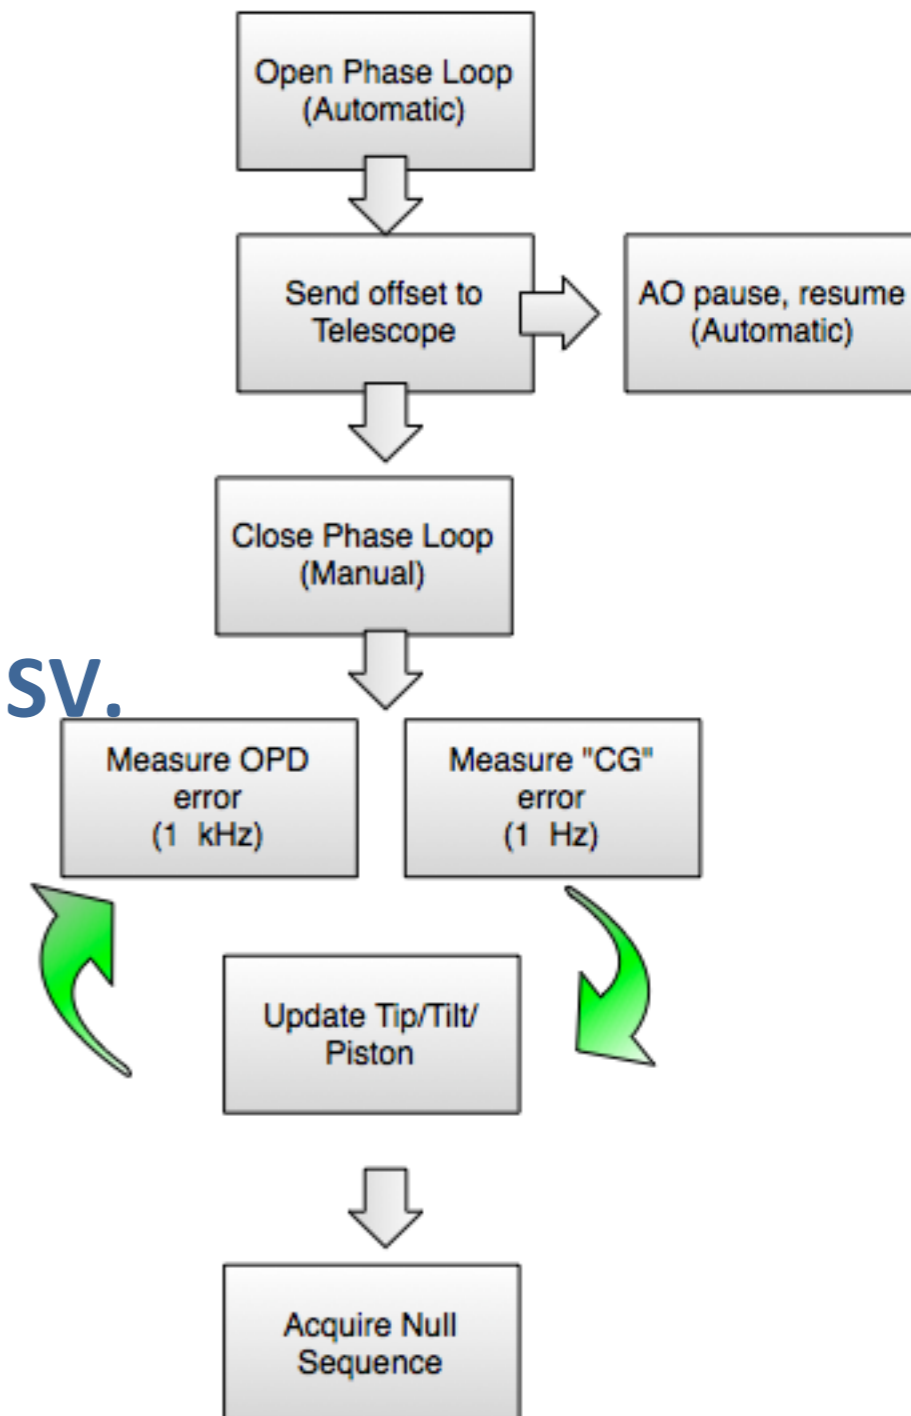 Open Phase Loop
(Automatic)
Send offset to
Telescope
AO pause, resume
(Automatic)
Close Phase Loop
(Manual)
SV.
Measure OPD
error
(1 kHz)
Measure "CG"
error
(1 Hz)
Update Tip/Tilt/
Piston
Acquire Null
Sequence